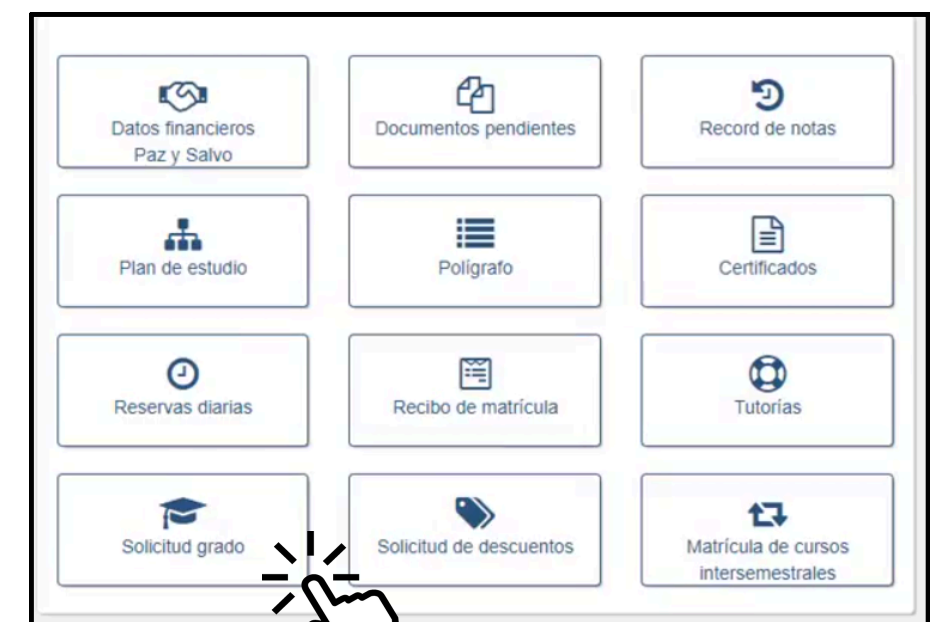 Datos financieros
Paz y Salvo
Documentos pendientes
Record de notas
Plan de estudio
Polígrafo
Certificados
Reservas diarias
Recibo de matrícula
Tutorías
Solicitud grado
Solicitud de descuentos
Matrícula de cursos
intersemestrales